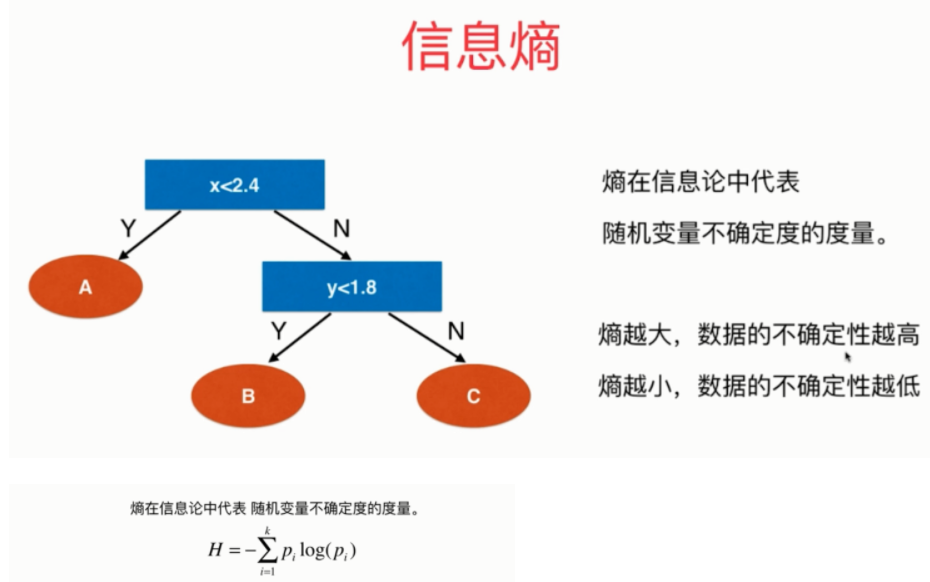 信息熵
x<2.4
Y
N
A
y<1.8
Y
N
B
C
熵在信息论中代表
随机变量不确定度的度量。
熵越大，数据的不确定性越高
熵越小，数据的不确定性越低
熵在信息论中代表 随机变量不确定度的度量。
H = -∑_{i=1}^{k} p_i log(p_i)